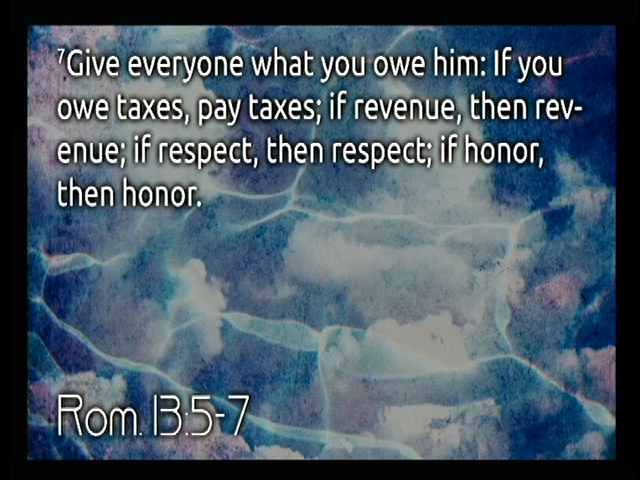 ⁷Give everyone what you owe him: If you
owe taxes, pay taxes; if revenue, then rev-
enue; if respect, then respect; if honor,
then honor.
Rom. 13:5-7